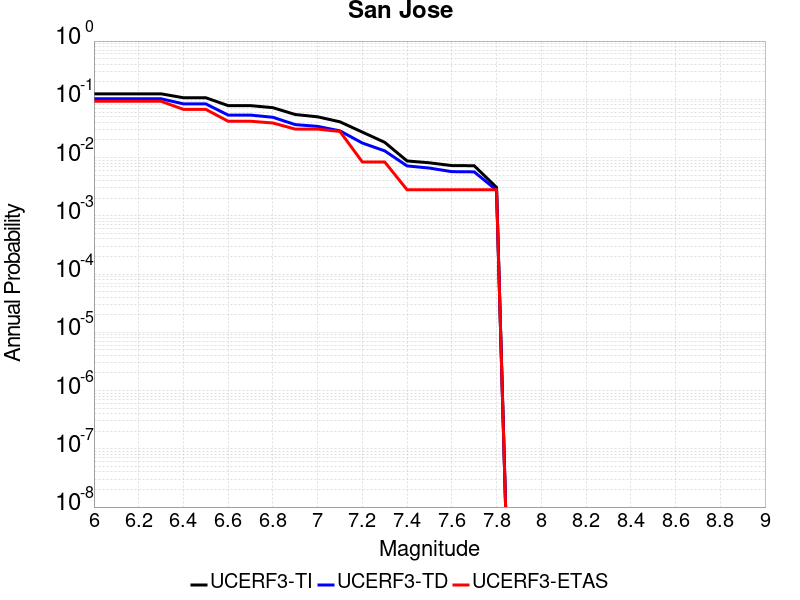 San Jose
10^0
10^-1
10^-2
10^-3
10^-4
10^-5
10^-6
10^-7
10^-8
Annual Probability
6 6.2 6.4 6.6 6.8 7 7.2 7.4 7.6 7.8 8 8.2 8.4 8.6 8.8 9
Magnitude
UCERF3-TI UCERF3-TD UCERF3-ETAS